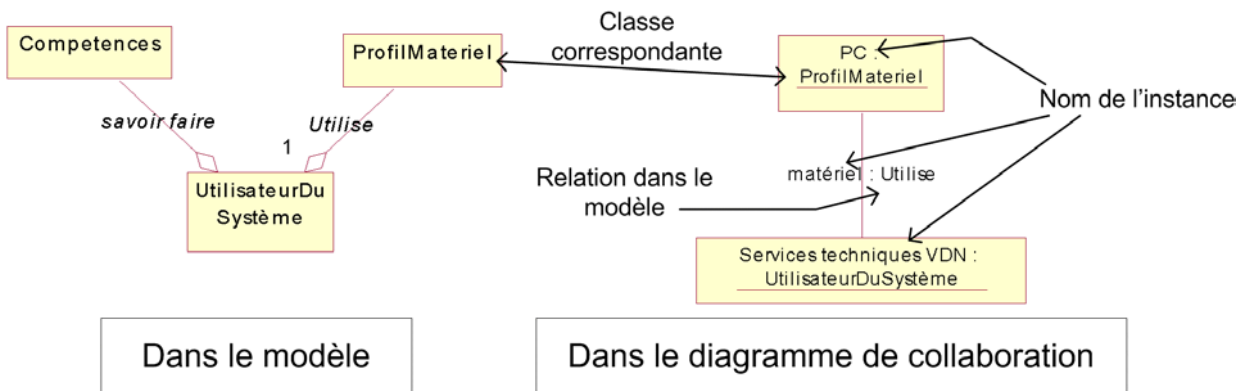 Competences
ProfilMateriel
savoir faire
Utilise
1
UtilisateurDu
Système
Classe
correspondante
PC :
ProfilMateriel
Nom de l'instance
matériel : Utilise
Relation dans le
modèle
Services techniques VDN :
UtilisateurDuSystème
Dans le modèle
Dans le diagramme de collaboration